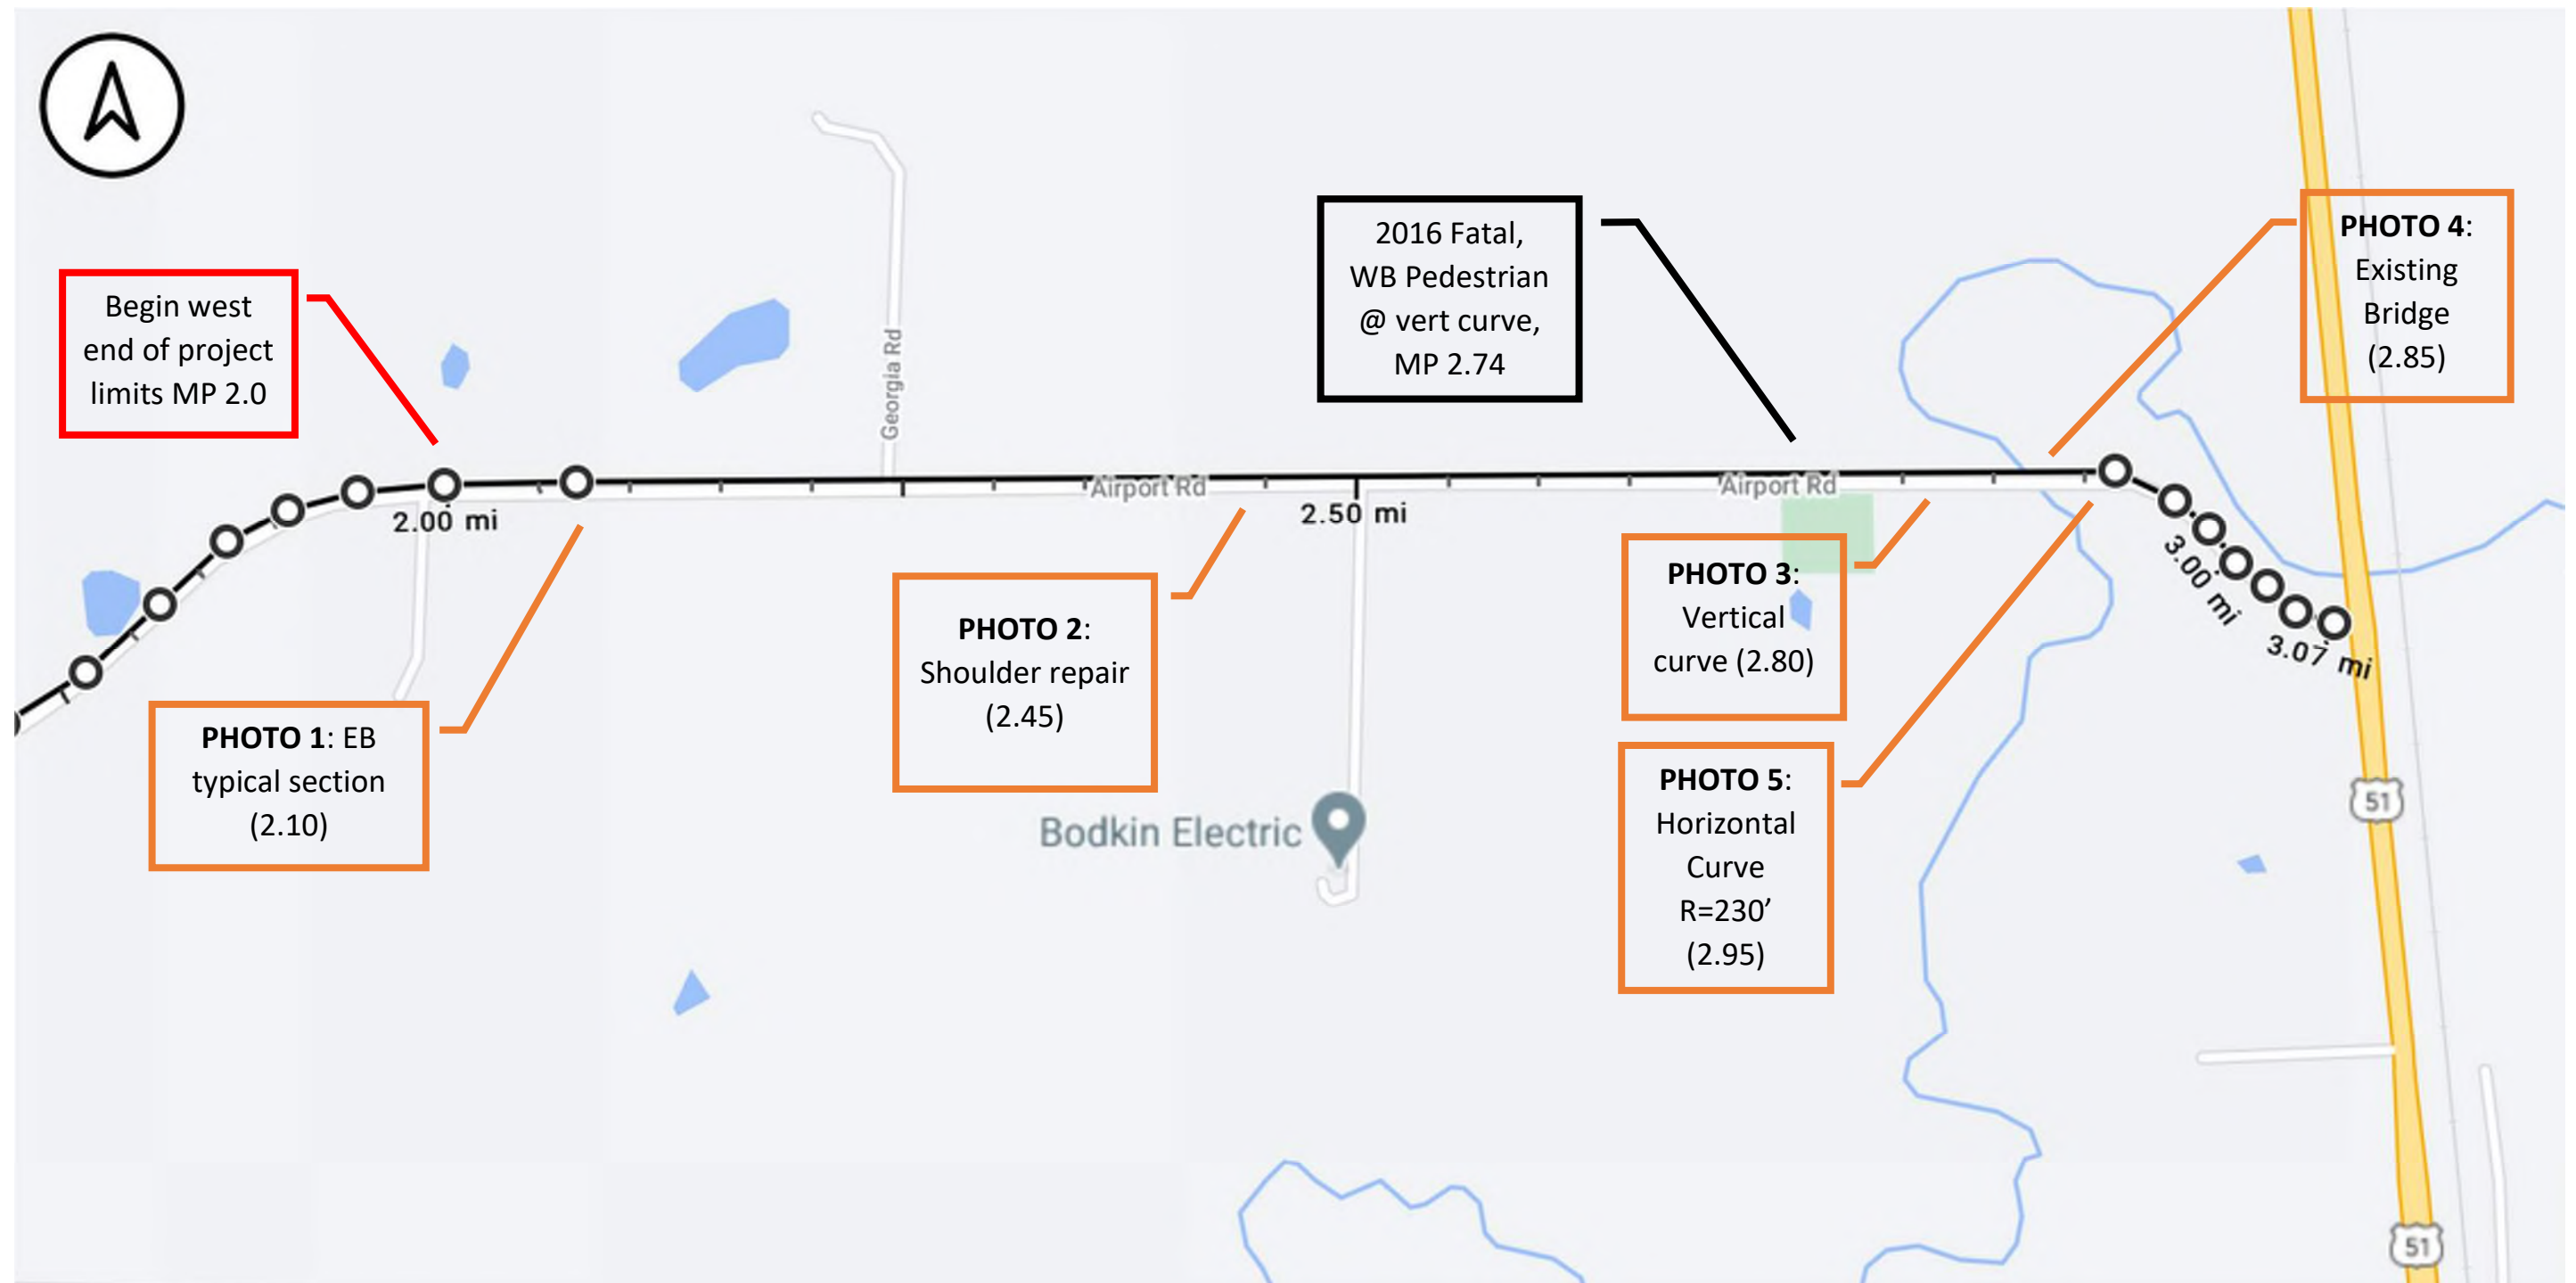 Begin west
end of project
limits MP 2.0
2016 Fatal,
WB Pedestrian
@ vert curve,
MP 2.74
PHOTO 4:
Existing
Bridge
(2.85)
Georgia Rd
Airport Rd
Airport Rd
2.00 mi
2.50 mi
3.00 mi
3.07 mi
PHOTO 1: EB
typical section
(2.10)
PHOTO 2:
Shoulder repair
(2.45)
PHOTO 3:
Vertical
curve (2.80)
PHOTO 5:
Horizontal
Curve
R=230’
(2.95)
Bodkin Electric
51
51